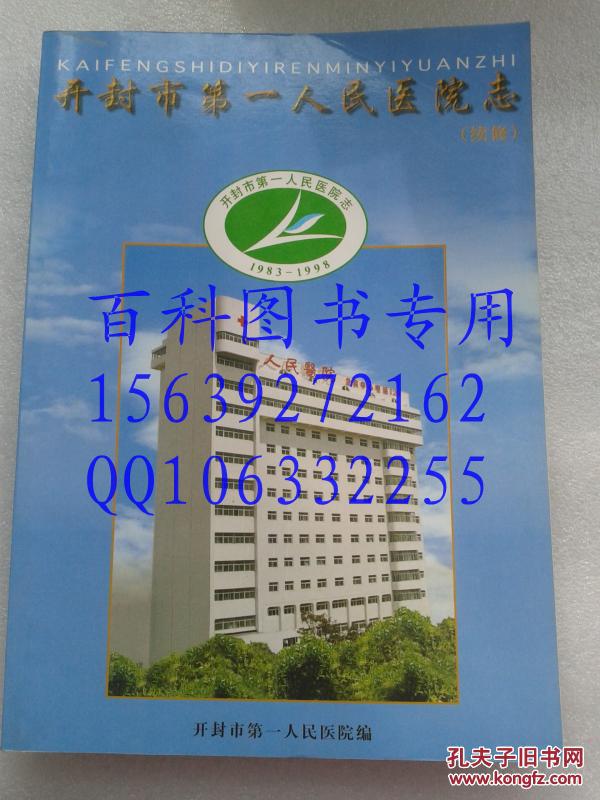 KAIFENGSHIDIYIRENMINYIYUANZHI
开封市第一人民医院志
(续修)
开封市第一人民医院志
1983-1998
百科图书专用
人民醫院
15639272162
QQ106332255
开封市第一人民医院编
孔夫子旧书网
www.kongfz.com